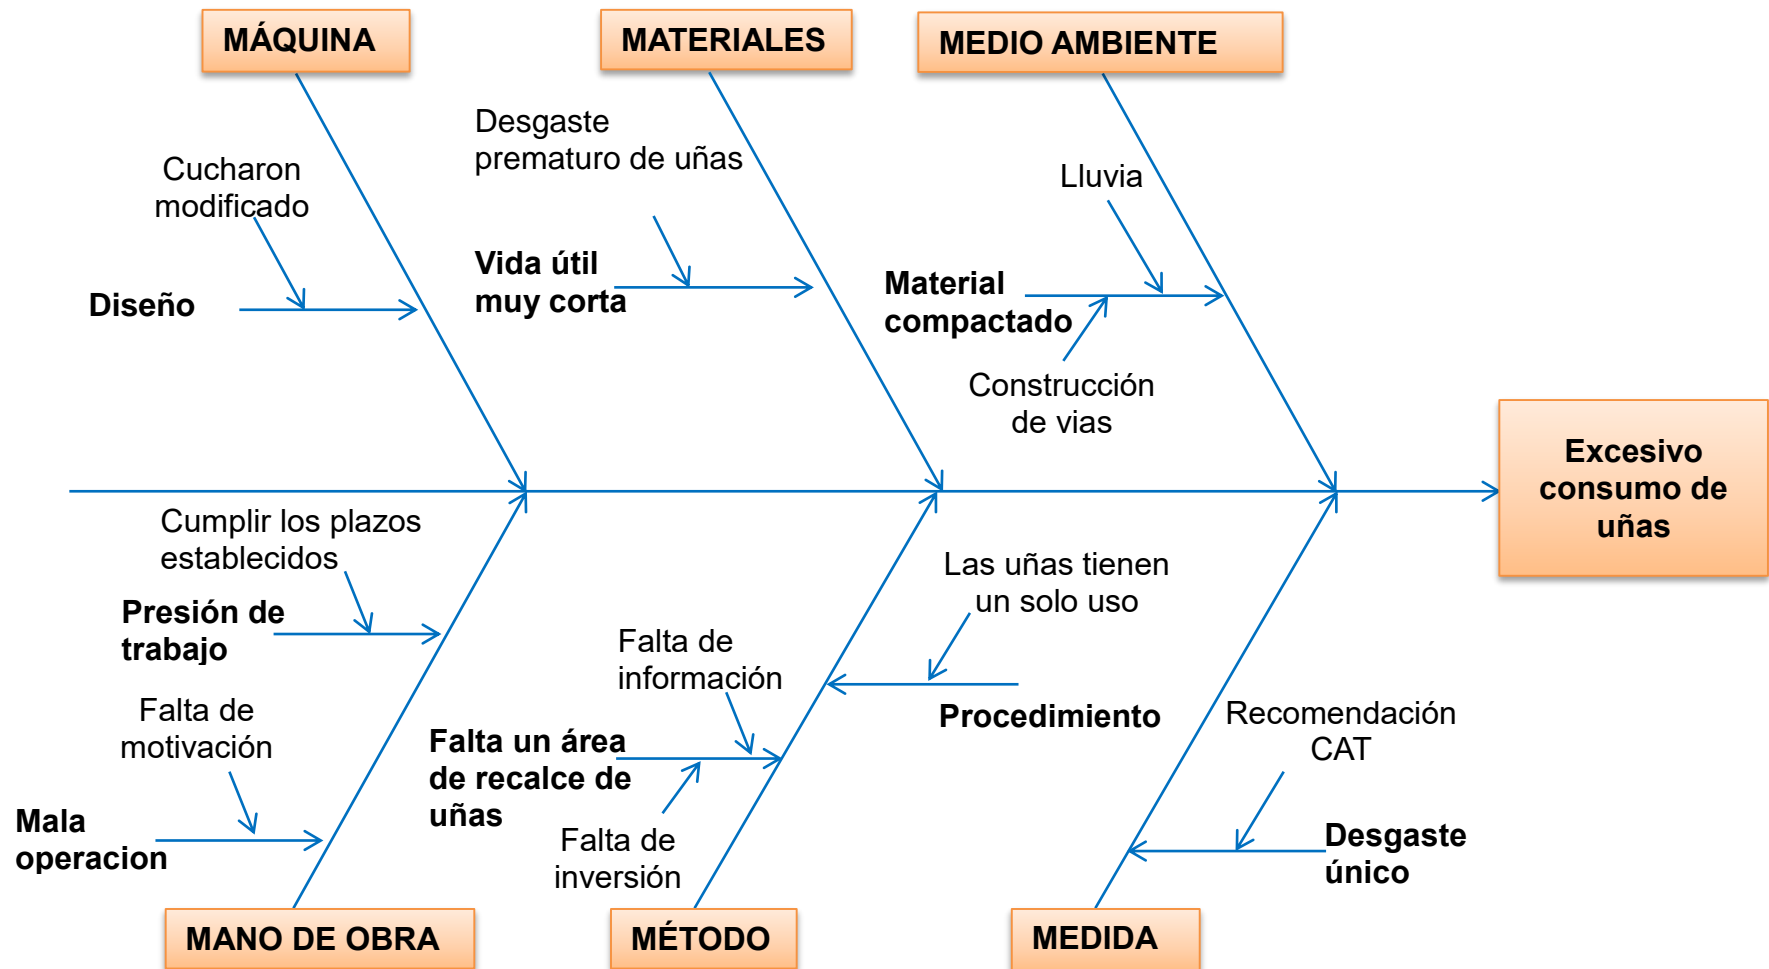 MÁQUINA
MATERIALES
MEDIO AMBIENTE
Desgaste
prematuro de uñas
Cucharon
modificado
Lluvia
Diseño
Vida útil
muy corta
Material
compactado
Construcción
de vias
Excesivo
consumo de
uñas
Cumplir los plazos
establecidos
Presión de
trabajo
Las uñas tienen
un solo uso
Falta de
información
Procedimiento
Falta de
motivación
Falta un área
de recalce de
uñas
Recomendación
CAT
Mala
operacion
Falta de
inversión
Desgaste
único
MANO DE OBRA
MÉTODO
MEDIDA